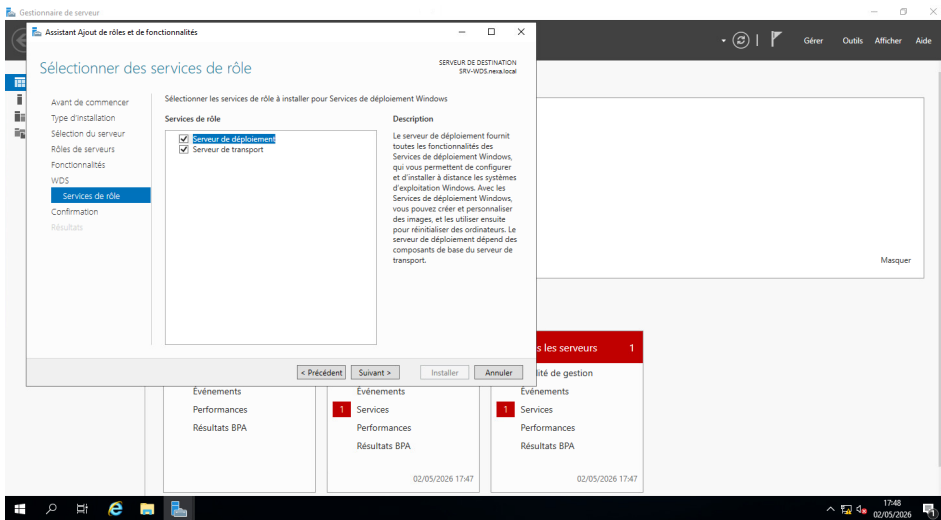 Gestionnaire de serveur
Gérer Outils Afficher Aide
Assistant Ajout de rôles et de fonctionnalités
Sélectionner des services de rôle
SERVEUR DE DESTINATION
SRV-WDS.nexa.local
Avant de commencer
Type d'installation
Sélection du serveur
Rôles de serveurs
Fonctionnalités
WDS
Services de rôle
Confirmation
Résultats
Sélectionner les services de rôle à installer pour Services de déploiement Windows
Services de rôle
Serveur de déploiement
Serveur de transport
Description
Le serveur de déploiement fournit
toutes les fonctionnalités des
Services de déploiement Windows,
qui vous permettent de configurer
et d'installer à distance les systèmes
d'exploitation Windows. Avec les
Services de déploiement Windows,
vous pouvez créer et personnaliser
des images, et les utiliser ensuite
pour réinitialiser des ordinateurs. Le
serveur de déploiement dépend des
composants de base du serveur de
transport.
< Précédent Suivant > Installer Annuler
Masquer
s les serveurs 1
lité de gestion
Événements
Performances
Résultats BPA
Événements
1 Services
Performances
Résultats BPA
02/05/2026 17:47
Événements
1 Services
Performances
Résultats BPA
02/05/2026 17:47
17:48
02/05/2026
1